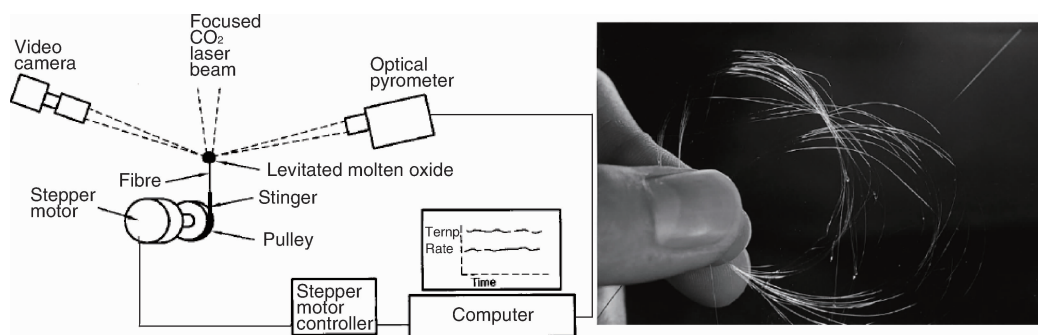 Video
camera
Focused
CO₂
laser
beam
Optical
pyrometer
Levitated molten oxide
Fibre
Stinger
Stepper
motor
Pulley
Temp
Rate
Time
Stepper
motor
controller
Computer